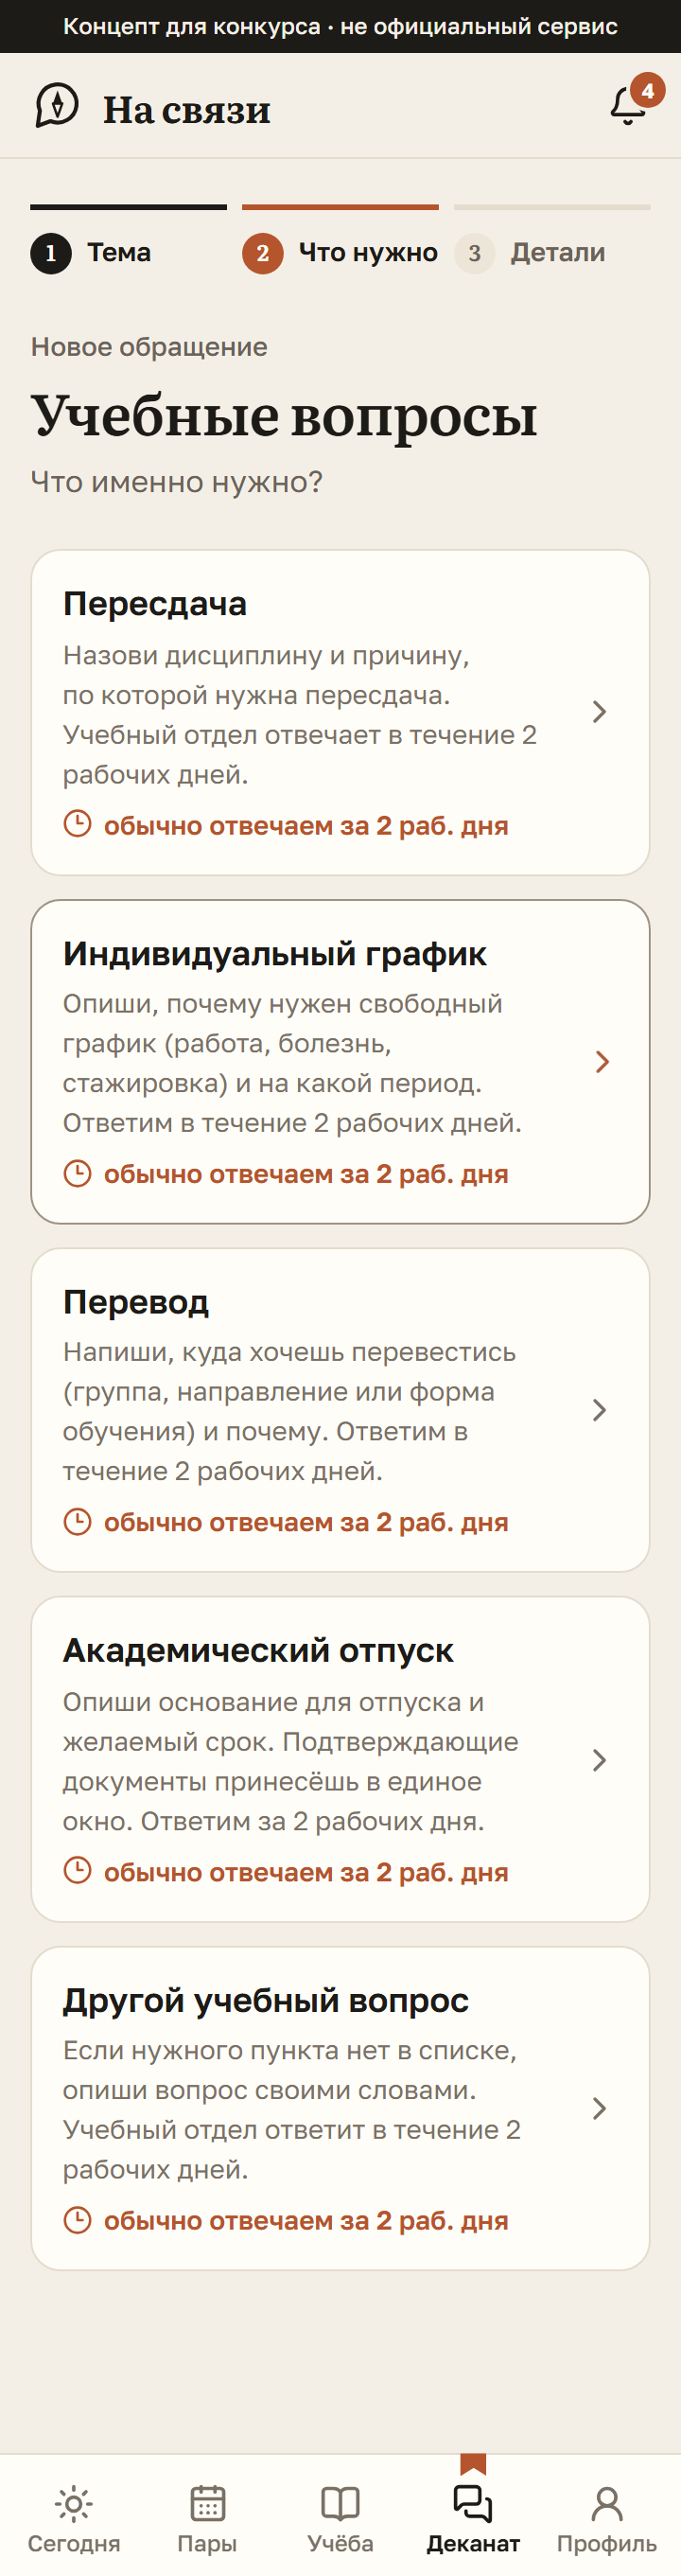 Концепт для конкурса · не официальный сервис
На связи
4
1 Тема
2 Что нужно
3 Детали
Новое обращение
Учебные вопросы
Что именно нужно?
Пересдача
Назови дисциплину и причину,
по которой нужна пересдача.
Учебный отдел отвечает в течение 2
рабочих дней.
обычно отвечаем за 2 раб. дня
Индивидуальный график
Опиши, почему нужен свободный
график (работа, болезнь,
стажировка) и на какой период.
Ответим в течение 2 рабочих дней.
обычно отвечаем за 2 раб. дня
Перевод
Напиши, куда хочешь перевестись
(группа, направление или форма
обучения) и почему. Ответим в
течение 2 рабочих дней.
обычно отвечаем за 2 раб. дня
Академический отпуск
Опиши основание для отпуска и
желаемый срок. Подтверждающие
документы принесёшь в единое
окно. Ответим за 2 рабочих дня.
обычно отвечаем за 2 раб. дня
Другой учебный вопрос
Если нужного пункта нет в списке,
опиши вопрос своими словами.
Учебный отдел ответит в течение 2
рабочих дней.
обычно отвечаем за 2 раб. дня
Сегодня
Пары
Учёба
Деканат
Профиль